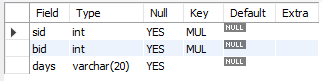 Field Type Null Key Default Extra
sid int YES MUL NULL
bid int YES MUL NULL
days varchar(20) YES NULL